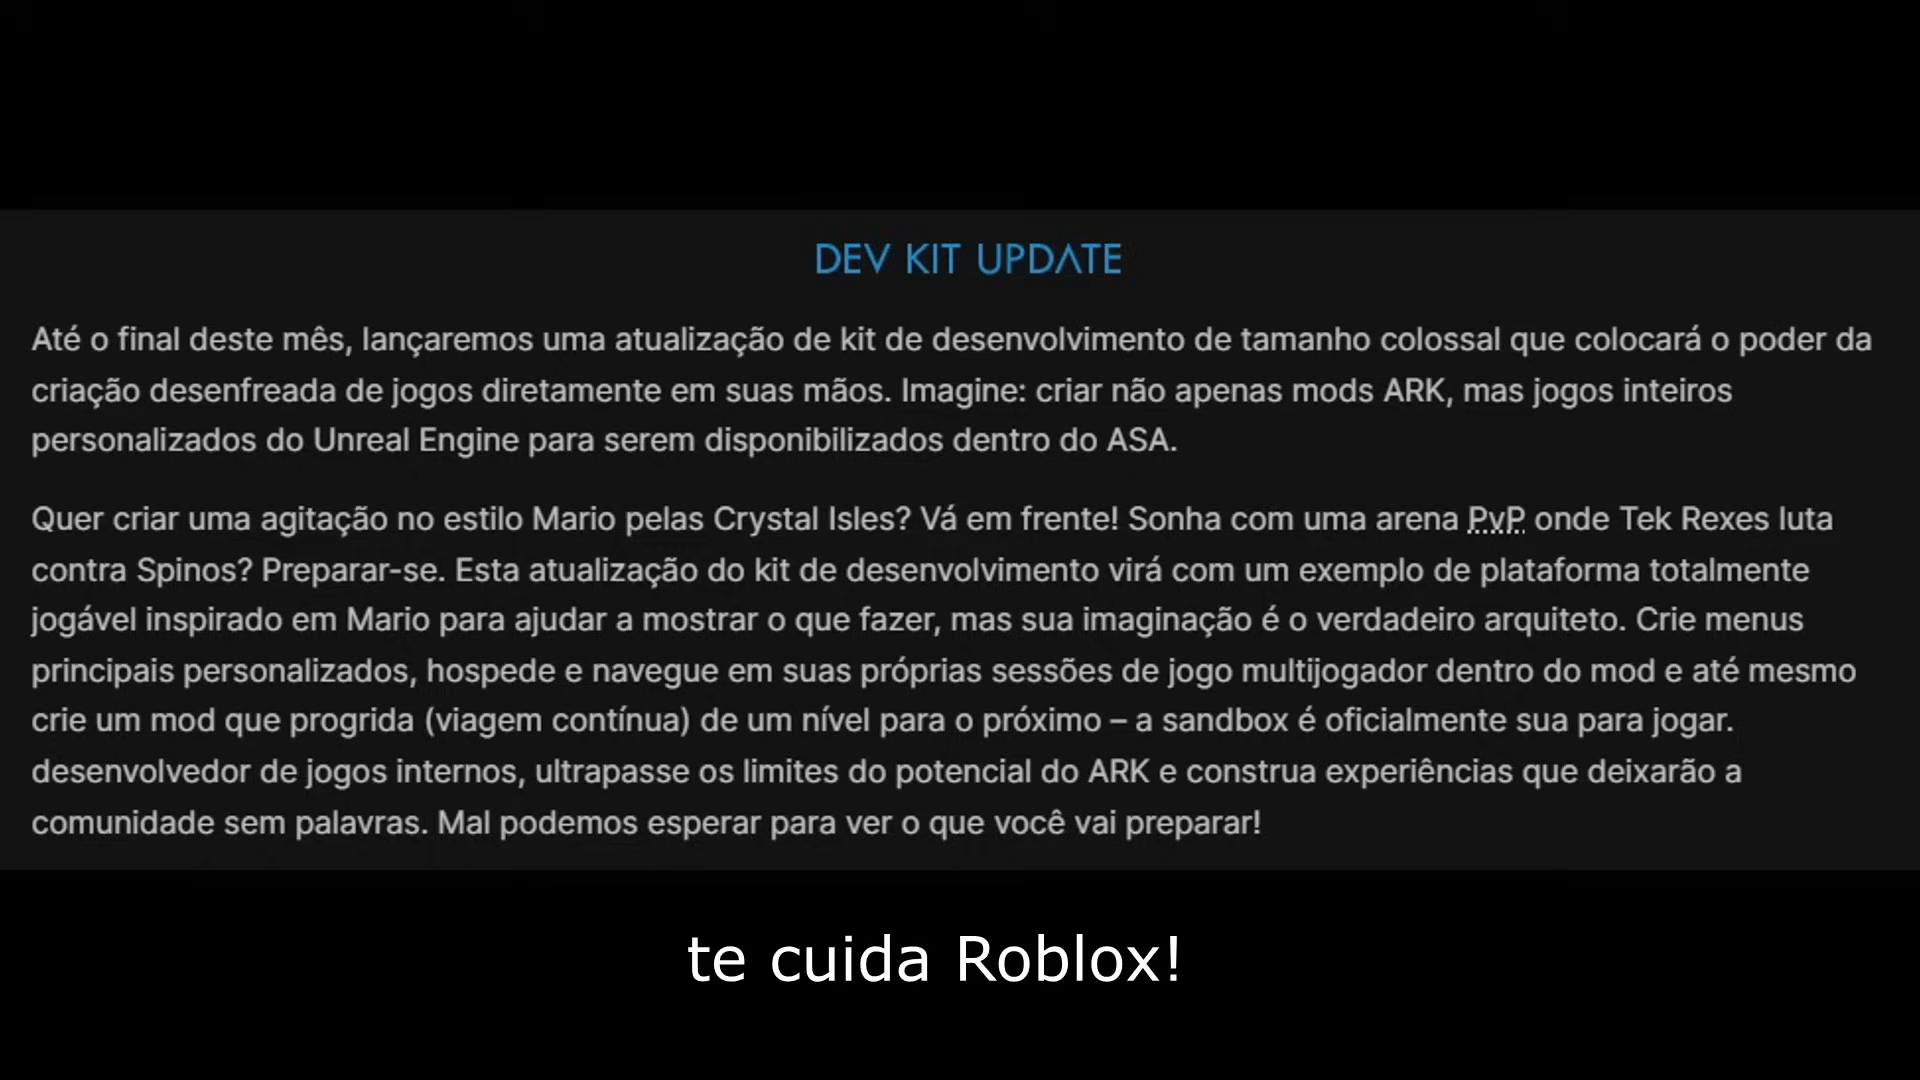 DEV KIT UPDATE
Até o final deste mês, lançaremos uma atualização de kit de desenvolvimento de tamanho colossal que colocará o poder da
criação desenfreada de jogos diretamente em suas mãos. Imagine: criar não apenas mods ARK, mas jogos inteiros
personalizados do Unreal Engine para serem disponibilizados dentro do ASA.
Quer criar uma agitação no estilo Mario pelas Crystal Isles? Vá em frente! Sonha com uma arena PvP onde Tek Rexes luta
contra Spinos? Preparar-se. Esta atualização do kit de desenvolvimento virá com um exemplo de plataforma totalmente
jogável inspirado em Mario para ajudar a mostrar o que fazer, mas sua imaginação é o verdadeiro arquiteto. Crie menus
principais personalizados, hospede e navegue em suas próprias sessões de jogo multijogador dentro do mod e até mesmo
crie um mod que progrida (viagem contínua) de um nível para o próximo – a sandbox é oficialmente sua para jogar.
desenvolvedor de jogos internos, ultrapasse os limites do potencial do ARK e construa experiências que deixarão a
comunidade sem palavras. Mal podemos esperar para ver o que você vai preparar!
te cuida Roblox!